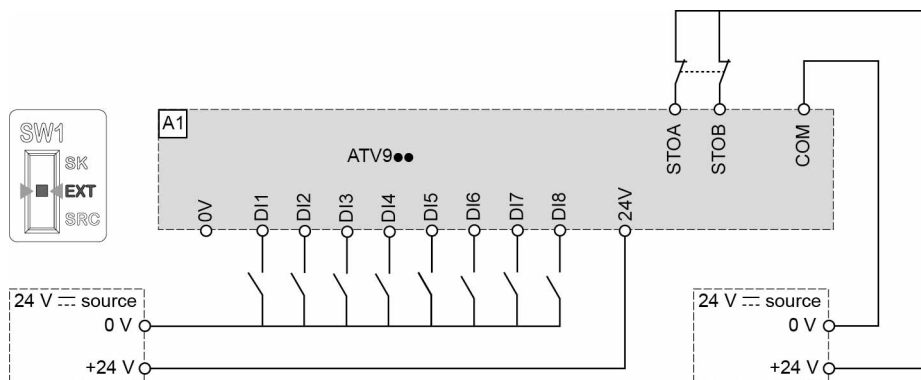 SW1
SK
EXT
SRC
A1
ATV9●●
STOA
STOB
COM
0V
DI1
DI2
DI3
DI4
DI5
DI6
DI7
DI8
24V
24 V ⎓ source
0 V
+24 V
24 V ⎓ source
0 V
+24 V